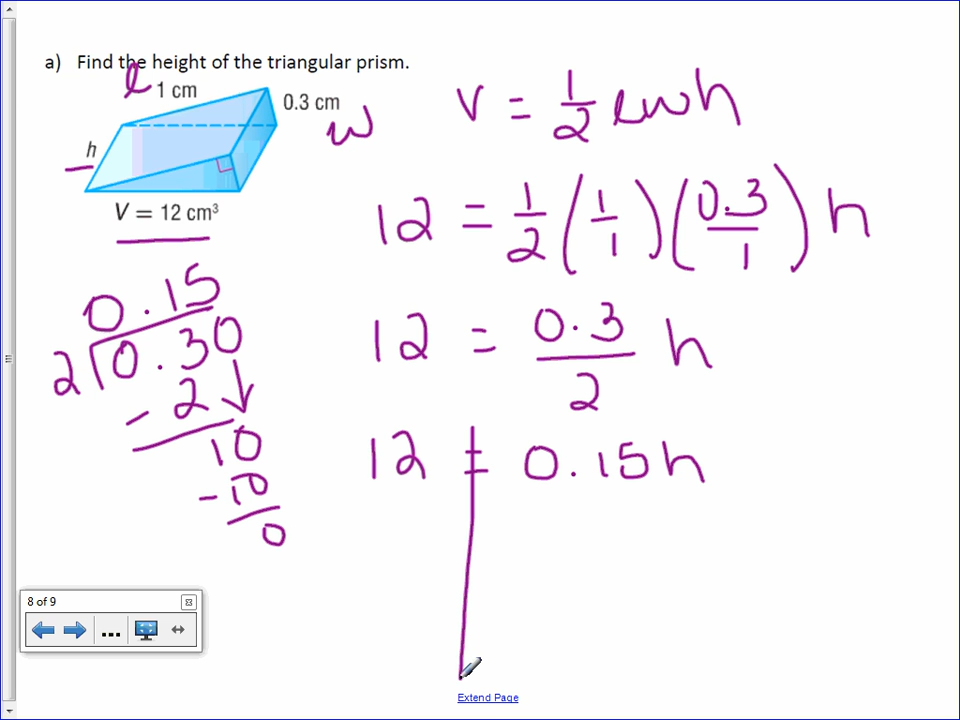 a) Find the height of the triangular prism.
l 1 cm
0.3 cm
w
h
V = 12 cm³
V = 1/2 lwh
12 = 1/2 (1/1) (0.3/1) h
12 = 0.3/2 h
12 = 0.15h
0.15
2 0.30
- 2
10
- 10
0
8 of 9
...
Extend Page